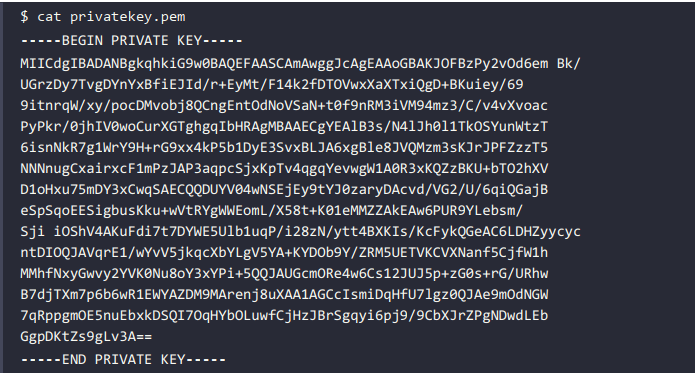 $ cat privatekey.pem
-----BEGIN PRIVATE KEY-----
MIICdgIBADANBgkqhkiG9w0BAQEFAASCAmAwggJcAgEAAoGBAKJOFBzPy2vOd6em Bk/
UGrzDy7TvgDYnYxBfiEJId/r+EyMt/F14k2fDTOVwxXaXTxiQgD+BKuiey/69
9itnrqW/xy/pocDMvobj8QCngEntOdNoVSaN+t0f9nRM3iVM94mz3/C/v4vXvoac
PyPkr/0jhIV0woCurXGTghgqIbHRAgMBAAECgYEAlB3s/N4lJh0l1TkOSYunWtzT
6isnNkR7g1WrY9H+rG9xx4kP5b1DyE3SvxBLJA6xgBle8JVQMzm3sKJrJPFZzzT5
NNNnugCxairxcF1mPzJAP3aqpcSjxKpTv4qgqYevwgW1A0R3xKQZzBKU+bTO2hXV
D1oHxu75mDY3xCwqSAECQQDUYV04wNSEjEy9tYJ0zaryDAcvd/VG2/U/6qiQGajB
eSpSqoEESigbusKku+wVtRYgWWEomL/X58t+K01eMMZZAkEAw6PUR9YLebsm/
Sji iOShV4AKuFdi7t7DYWE5Ulb1uqP/i28zN/ytt4BXKIs/KcFykQGeAC6LDHZyycyc
ntDIOQJAVqrE1/wYvV5jkqcXbYLgV5YA+KYDOb9Y/ZRM5UETVKCVXNanf5CjfW1h
MMhfNxyGwvy2YVK0Nu8oY3xYPi+5QQJAUGcmORe4w6Cs12JUJ5p+zG0s+rG/URhw
B7djTXm7p6b6wR1EWYAZDM9MArenj8uXAA1AGCcIsmiDqHfU7lgz0QJAe9mOdNGW
7qRppgmOE5nuEbxkDSQI7OqHYbOLuwfCjHzJBrSgqyi6pj9/9CbXJrZPgNDwdLEb
GgpDKtZs9gLv3A==
-----END PRIVATE KEY-----